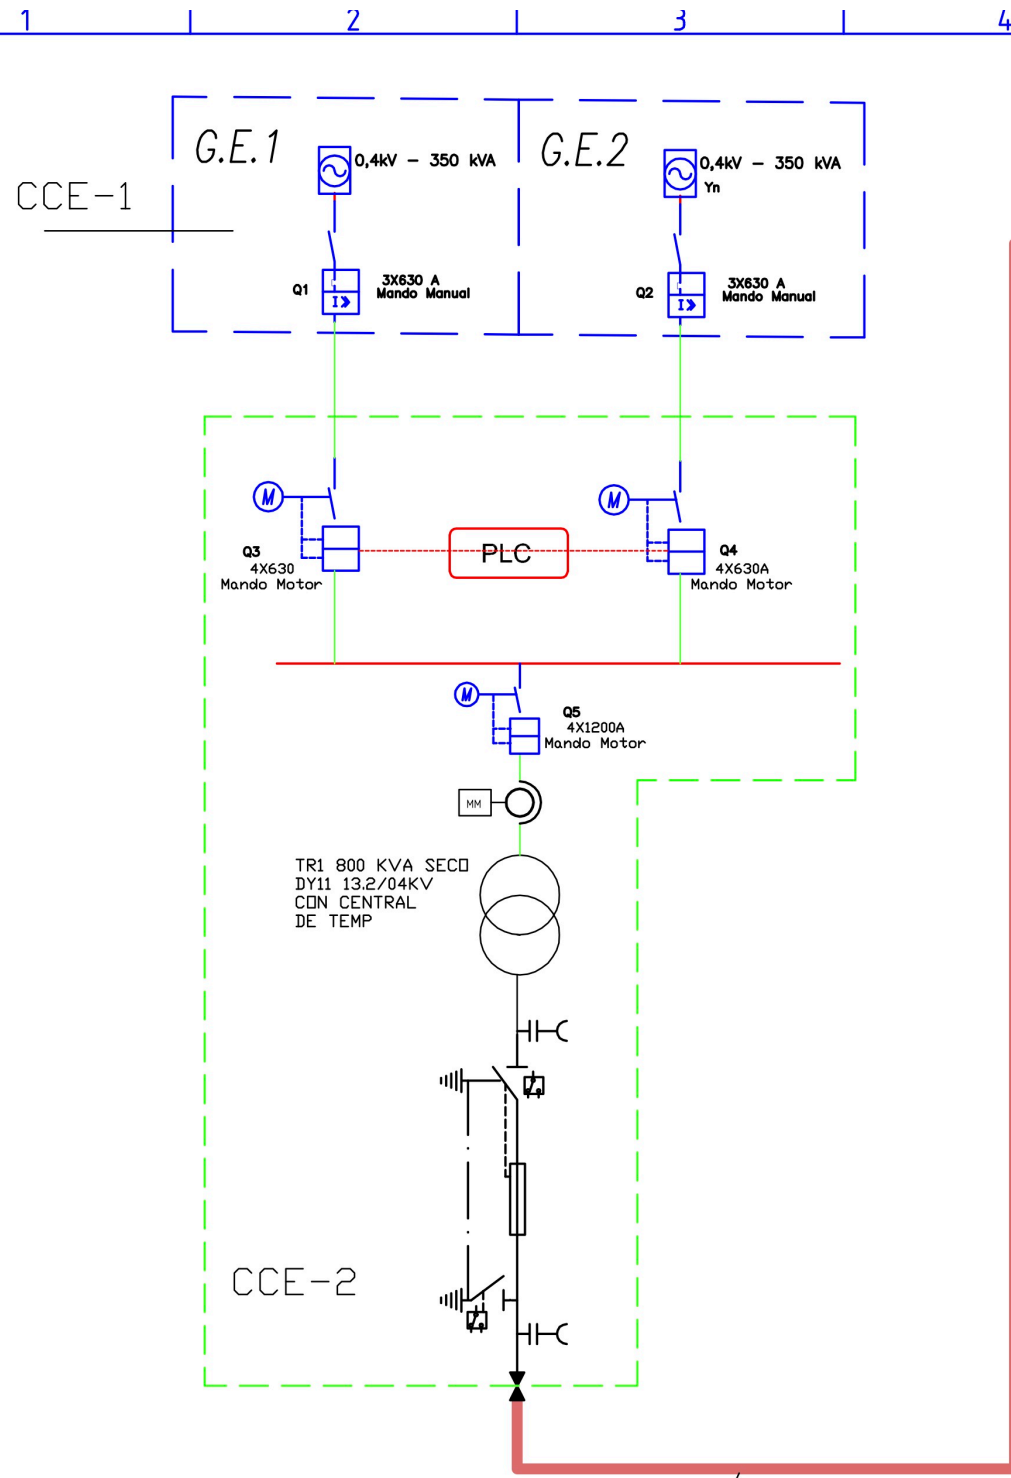 1
2
3
4
G.E.1
0,4kV - 350 kVA
G.E.2
0,4kV - 350 kVA
Yn
CCE-1
Q1
3X630 A
Mando Manual
I
Q2
3X630 A
Mando Manual
I
M
Q3
4X630
Mando Motor
PLC
M
Q4
4X630A
Mando Motor
M
Q5
4X1200A
Mando Motor
MM
TR1 800 KVA SECO
DY11 13.2/04KV
CON CENTRAL
DE TEMP
CCE-2